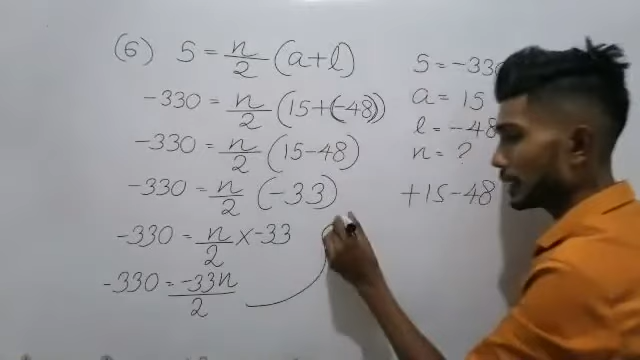 (6) S = n/2 (a+l)
-330 = n/2 (15+(-48))
-330 = n/2 (15-48)
-330 = n/2 (-33)
-330 = n/2 x -33
-330 = -33n/2
S = -330
a = 15
l = -48
n = ?
+15-48